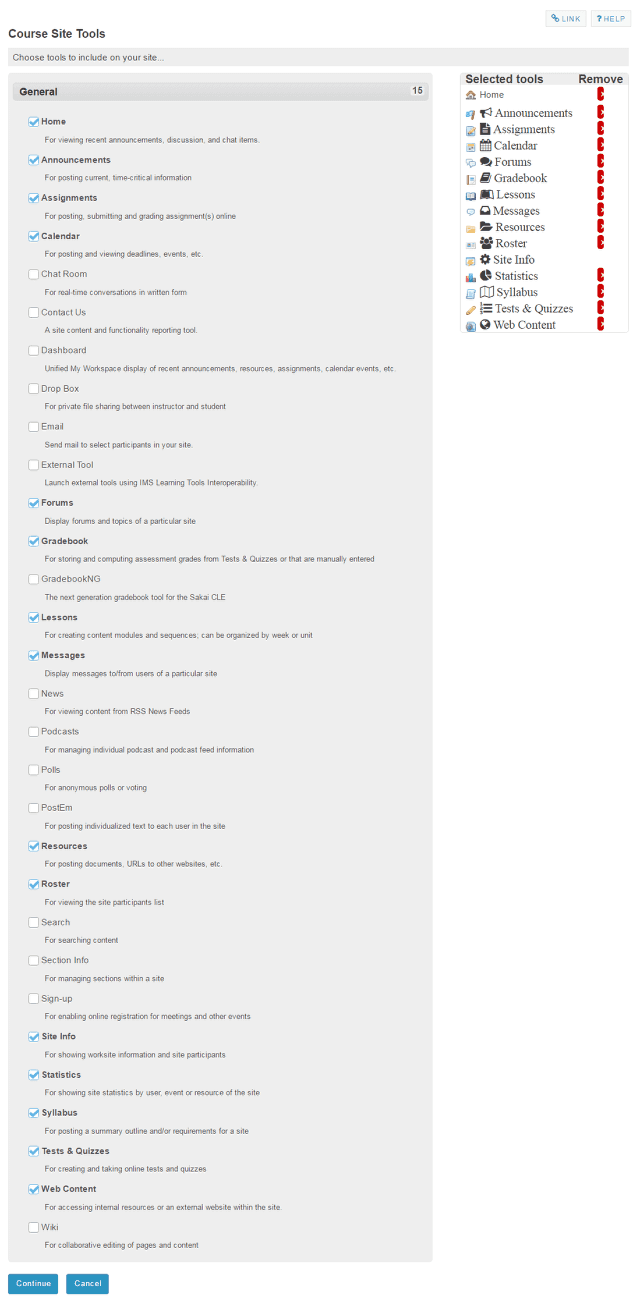 LINK
? HELP
Course Site Tools
Choose tools to include on your site...
General 15
Home
For viewing recent announcements, discussion, and chat items.
Announcements
For posting current, time-critical information
Assignments
For posting, submitting and grading assignment(s) online
Calendar
For posting and viewing deadlines, events, etc.
Chat Room
For real-time conversations in written form
Contact Us
A site content and functionality reporting tool.
Dashboard
Unified My Workspace display of recent announcements, resources, assignments, calendar events, etc.
Drop Box
For private file sharing between instructor and student
Email
Send mail to select participants in your site.
External Tool
Launch external tools using IMS Learning Tools Interoperability.
Forums
Display forums and topics of a particular site
Gradebook
For storing and computing assessment grades from Tests & Quizzes or that are manually entered
GradebookNG
The next generation gradebook tool for the Sakai CLE
Lessons
For creating content modules and sequences; can be organized by week or unit
Messages
Display messages to/from users of a particular site
News
For viewing content from RSS News Feeds
Podcasts
For managing individual podcast and podcast feed information
Polls
For anonymous polls or voting
PostEm
For posting individualized text to each user in the site
Resources
For posting documents, URLs to other websites, etc.
Roster
For viewing the site participants list
Search
For searching content
Section Info
For managing sections within a site
Sign-up
For enabling online registration for meetings and other events
Site Info
For showing worksite information and site participants
Statistics
For showing site statistics by user, event or resource of the site
Syllabus
For posting a summary outline and/or requirements for a site
Tests & Quizzes
For creating and taking online tests and quizzes
Web Content
For accessing internal resources or an external website within the site.
Wiki
For collaborative editing of pages and content
Continue
Cancel
Selected tools Remove
Home
Announcements
Assignments
Calendar
Forums
Gradebook
Lessons
Messages
Resources
Roster
Site Info
Statistics
Syllabus
Tests & Quizzes
Web Content